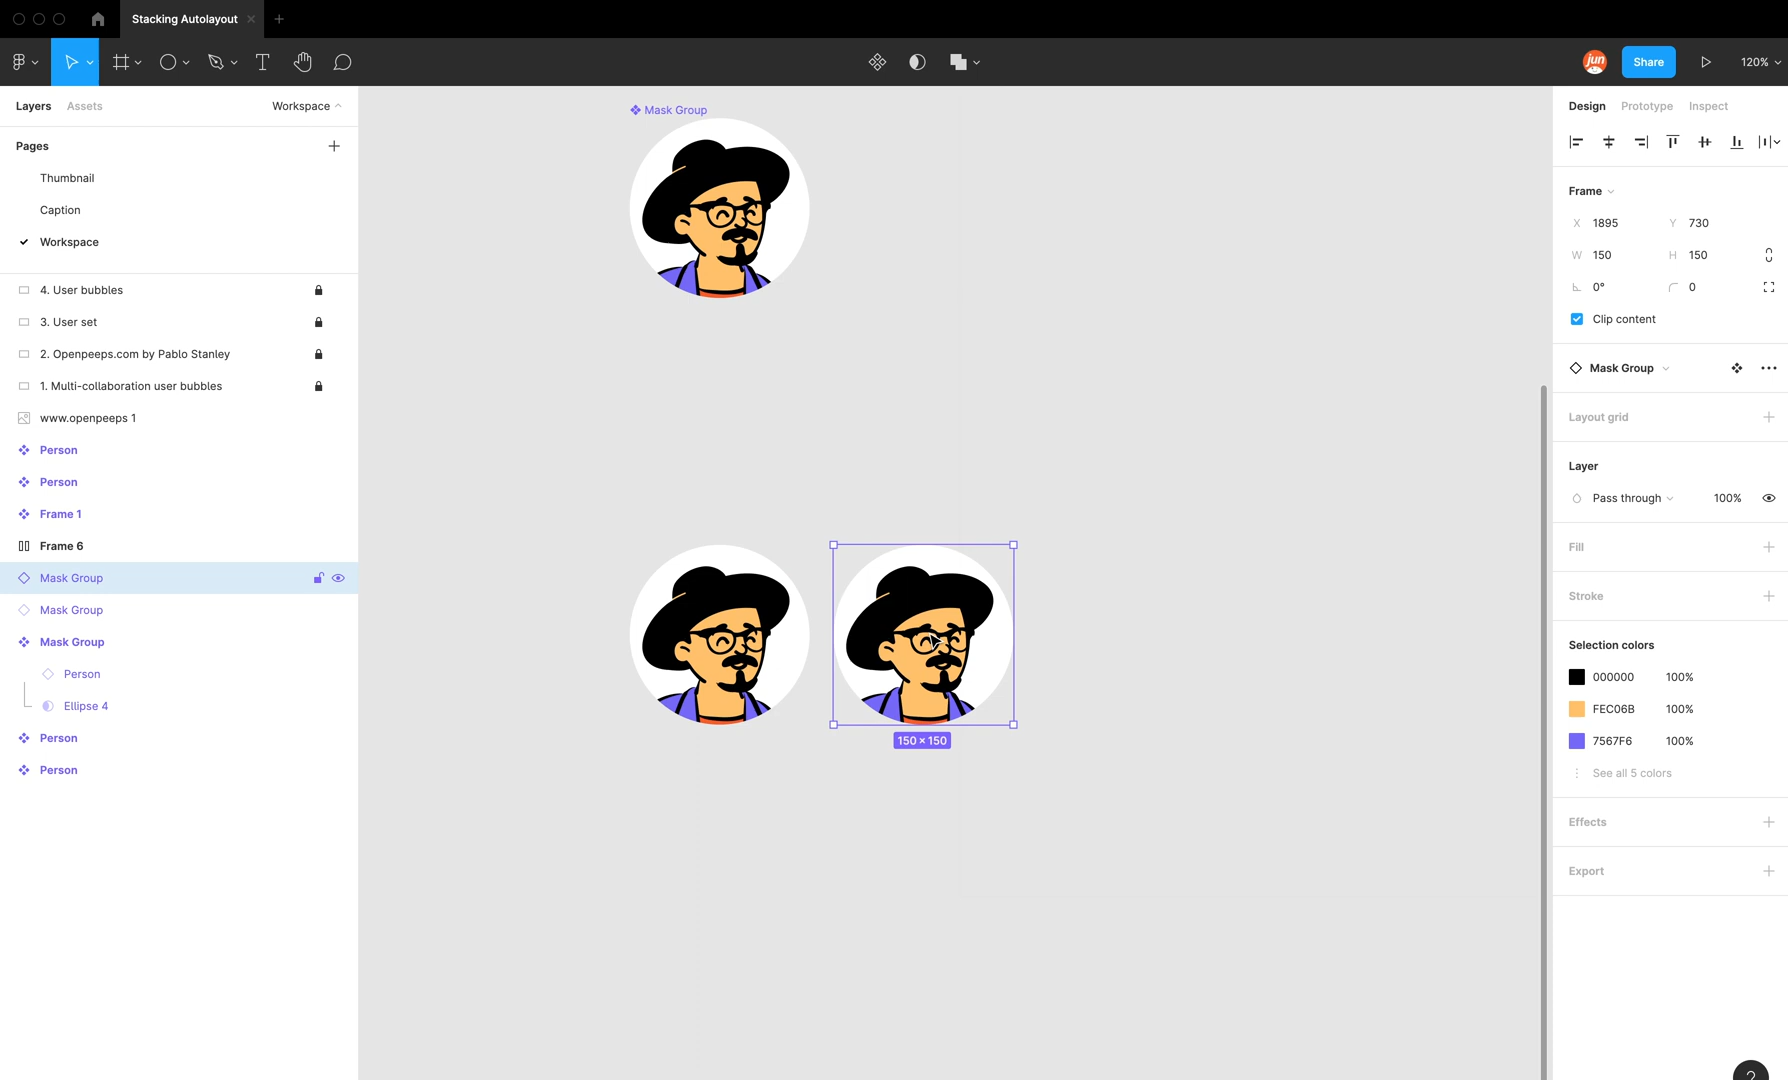 Stacking Autolayout
jun
Share
120%
Layers
Assets
Workspace
Pages
Thumbnail
Caption
Workspace
4. User bubbles
3. User set
2. Openpeeps.com by Pablo Stanley
1. Multi-collaboration user bubbles
www.openpeeps 1
Person
Person
Frame 1
Frame 6
Mask Group
Mask Group
Mask Group
Person
Ellipse 4
Person
Person
Mask Group
150 × 150
Design
Prototype
Inspect
Frame
X 1895
Y 730
W 150
H 150
0°
0
Clip content
Mask Group
Layout grid
Layer
Pass through
100%
Fill
Stroke
Selection colors
000000 100%
FEC06B 100%
7567F6 100%
See all 5 colors
Effects
Export
?